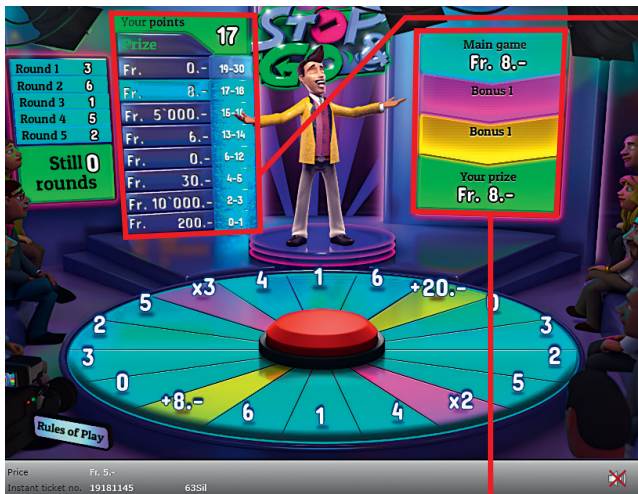 STOP
& GO
Your points
17
Prize
Fr. 0.- 19-30
Fr. 8.- 17-18
Fr. 5`000.- 15-16
Fr. 6.- 13-14
Fr. 0.- 6-12
Fr. 30.- 4-5
Fr. 10`000.- 2-3
Fr. 200.- 0-1
Round 1 3
Round 2 6
Round 3 1
Round 4 5
Round 5 2
Still 0
rounds
Main game
Fr. 8.-
Bonus 1
Bonus 1
Your prize
Fr. 8.-
x3 4 1 6 +20.-
5 0
2 3
3 2
0 5
+8.- 6 1 4 x2
Rules of Play
Price Fr. 5.-
Instant ticket no. 19181145 63Sil